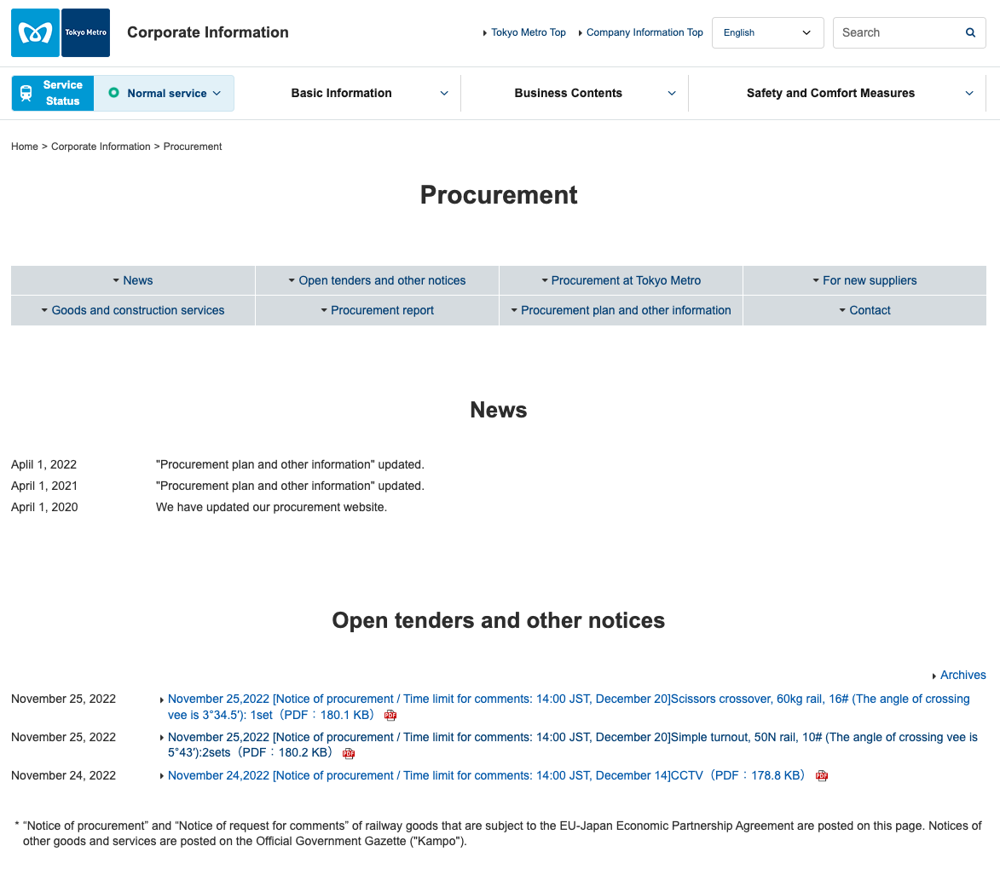 Tokyo Metro
Corporate Information
Tokyo Metro Top
Company Information Top
English
Search
Service
Status
Normal service
Basic Information
Business Contents
Safety and Comfort Measures
Home > Corporate Information > Procurement
Procurement
News
Open tenders and other notices
Procurement at Tokyo Metro
For new suppliers
Goods and construction services
Procurement report
Procurement plan and other information
Contact
News
Aplil 1, 2022 "Procurement plan and other information" updated.
April 1, 2021 "Procurement plan and other information" updated.
April 1, 2020 We have updated our procurement website.
Open tenders and other notices
Archives
November 25, 2022 November 25,2022 [Notice of procurement / Time limit for comments: 14:00 JST, December 20]Scissors crossover, 60kg rail, 16# (The angle of crossing
vee is 3°34.5′): 1set（PDF：180.1 KB） PDF
November 25, 2022 November 25,2022 [Notice of procurement / Time limit for comments: 14:00 JST, December 20]Simple turnout, 50N rail, 10# (The angle of crossing vee is
5°43′):2sets（PDF：180.2 KB） PDF
November 24, 2022 November 24,2022 [Notice of procurement / Time limit for comments: 14:00 JST, December 14]CCTV（PDF：178.8 KB） PDF
* “Notice of procurement” and “Notice of request for comments” of railway goods that are subject to the EU-Japan Economic Partnership Agreement are posted on this page. Notices of
other goods and services are posted on the Official Government Gazette ("Kampo").